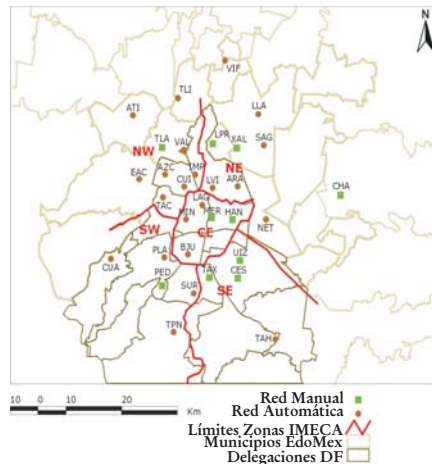 N
VIF
TLI
ATI
LLA
TLA
LPR
XAL
VAL
SAG
NW
NE
EAC
AZC
IMP
CUI
LVI
ARA
CHA
TAC
LAG
MIN
MER
HAN
NET
SW
CE
PLA
BJU
UIZ
CUA
PED
TAX
CES
SUR
SE
TPN
TAH
10 0 10 20
Km
Red Manual
Red Automática
Límites Zonas IMECA
Municipios EdoMex
Delegaciones DF